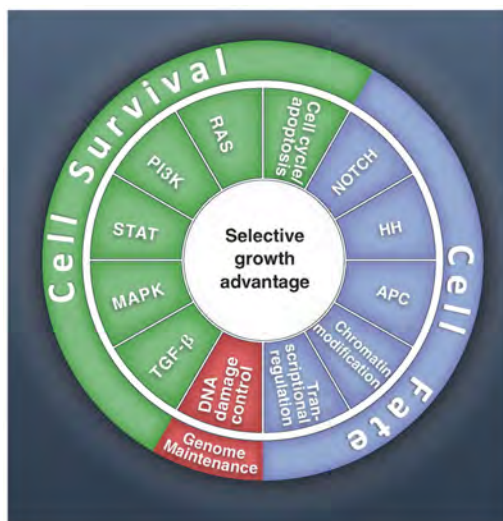 Cell Survival
Cell Fate
Genome
Maintenance
Cell cycle/
apoptosis
NOTCH
HH
APC
Chromatin
modification
Tran-
scriptional
regulation
DNA
damage
control
TGF-β
MAPK
STAT
PI3K
RAS
Selective
growth
advantage